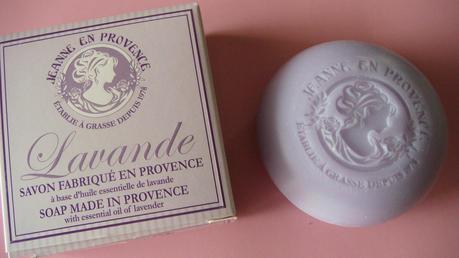 JEANNE EN PROVENCE
ÉTABLIE À GRASSE DEPUIS 1978
Lavande
SAVON FABRIQUÉ EN PROVENCE
à base d'huile essentielle de lavande
SOAP MADE IN PROVENCE
with essential oil of lavender
JEANNE EN PROVENCE
ÉTABLIE À GRASSE DEPUIS 1978